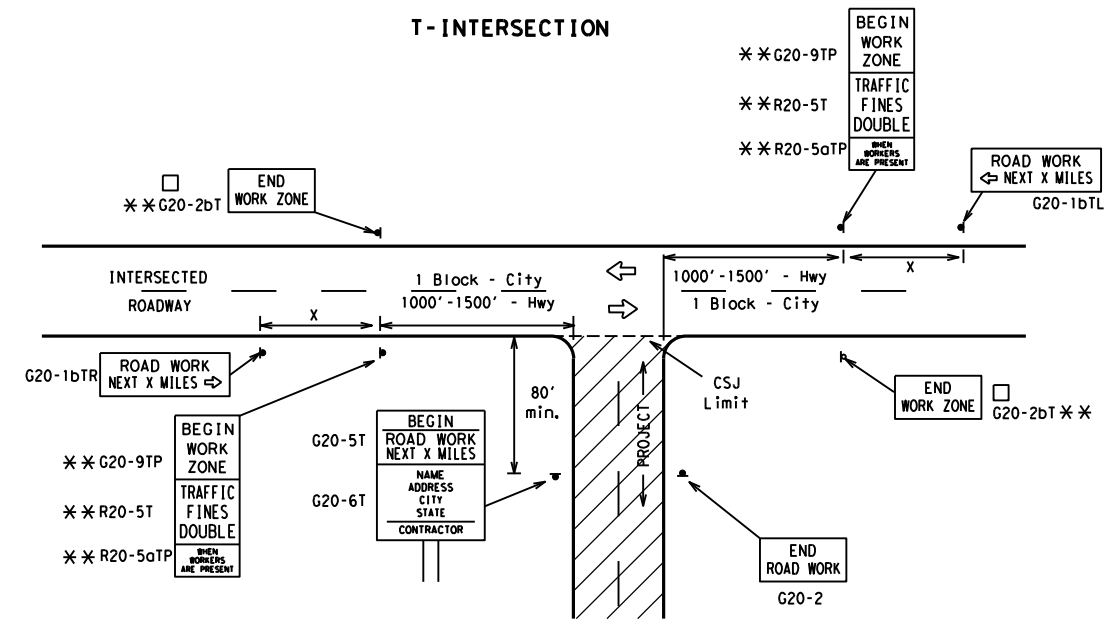 T-INTERSECTION
BEGIN
WORK
ZONE
TRAFFIC
FINES
DOUBLE
WHEN
WORKERS
ARE PRESENT
**G20-9TP
**R20-5T
**R20-5aTP
ROAD WORK
⇦ NEXT X MILES
G20-1bTL
END
WORK ZONE
□
**G20-2bT
INTERSECTED
ROADWAY
1 Block - City
1000'-1500' - Hwy
X
1000'-1500' - Hwy
1 Block - City
X
G20-1bTR
ROAD WORK
NEXT X MILES ⇨
80'
min.
PROJECT
CSJ
Limit
END
WORK ZONE
□
G20-2bT**
BEGIN
WORK
ZONE
TRAFFIC
FINES
DOUBLE
WHEN
WORKERS
ARE PRESENT
**G20-9TP
**R20-5T
**R20-5aTP
G20-5T
G20-6T
BEGIN
ROAD WORK
NEXT X MILES
NAME
ADDRESS
CITY
STATE
CONTRACTOR
END
ROAD WORK
G20-2